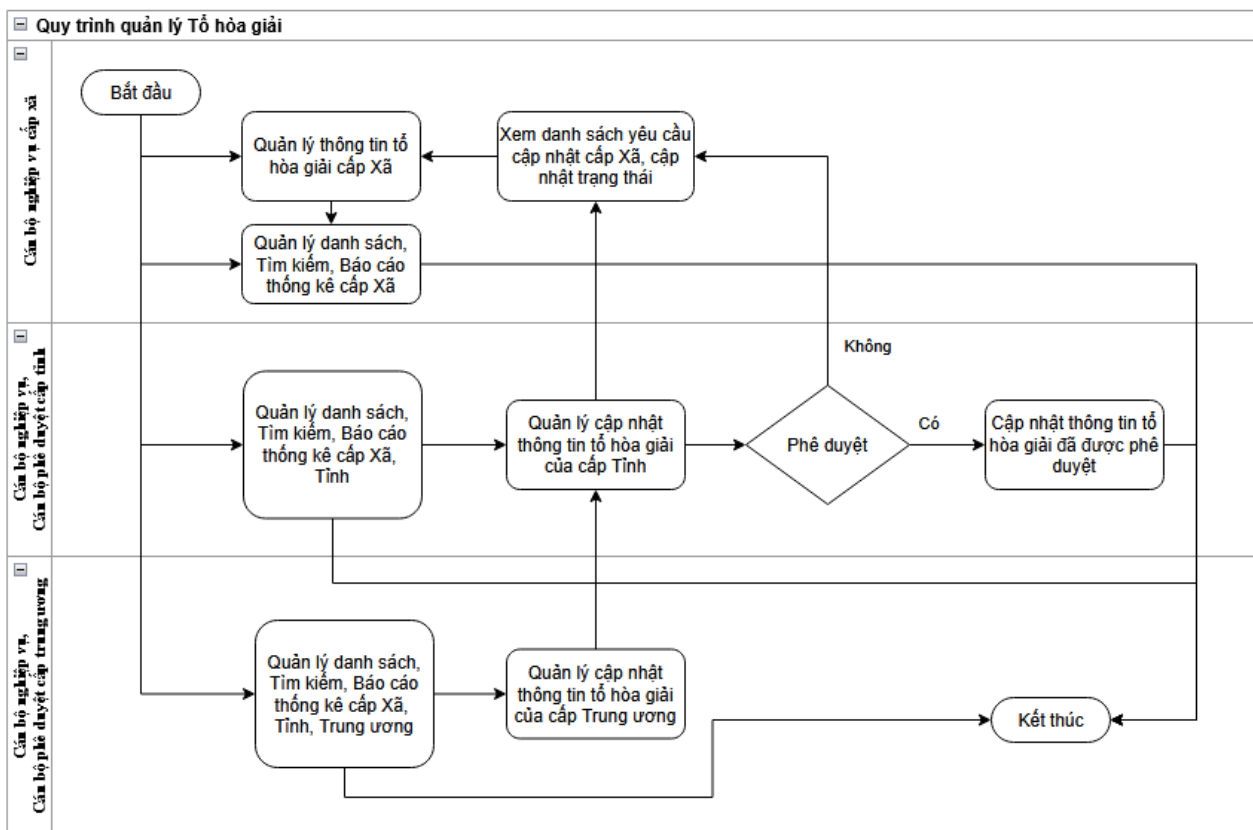 Quy trình quản lý Tổ hòa giải
Cán bộ nghiệp vụ cấp xã
Bắt đầu
Quản lý thông tin tổ
hòa giải cấp Xã
Xem danh sách yêu cầu
cập nhật cấp Xã, cập
nhật trạng thái
Quản lý danh sách,
Tìm kiếm, Báo cáo
thống kê cấp Xã
Cán bộ nghiệp vụ,
Cán bộ phê duyệt cấp tỉnh
Quản lý danh sách,
Tìm kiếm, Báo cáo
thống kê cấp Xã,
Tỉnh
Quản lý cập nhật
thông tin tổ hòa giải
của cấp Tỉnh
Không
Phê duyệt
Có
Cập nhật thông tin tổ
hòa giải đã được phê
duyệt
Cán bộ nghiệp vụ,
Cán bộ phê duyệt cấp trung ương
Quản lý danh sách,
Tìm kiếm, Báo cáo
thống kê cấp Xã,
Tỉnh, Trung ương
Quản lý cập nhật
thông tin tổ hòa giải
của cấp Trung ương
Kết thúc